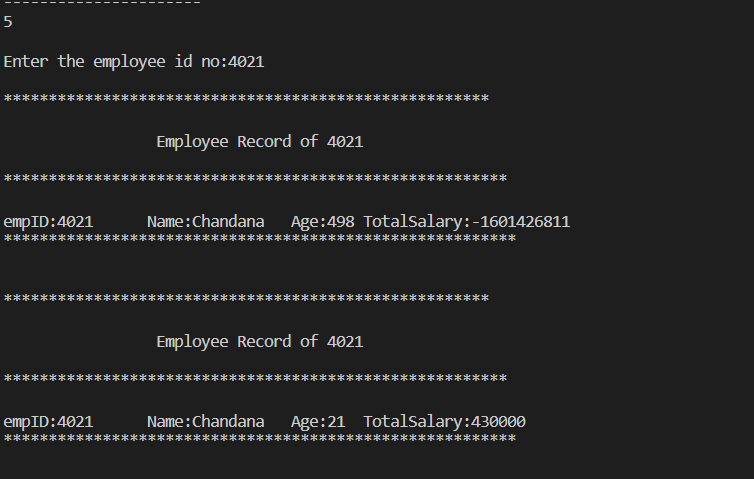 ----------------------
5
Enter the employee id no:4021
******************************************************
Employee Record of 4021
********************************************************
empID:4021      Name:Chandana   Age:498 TotalSalary:-1601426811
*********************************************************
******************************************************
Employee Record of 4021
********************************************************
empID:4021      Name:Chandana   Age:21  TotalSalary:430000
*********************************************************